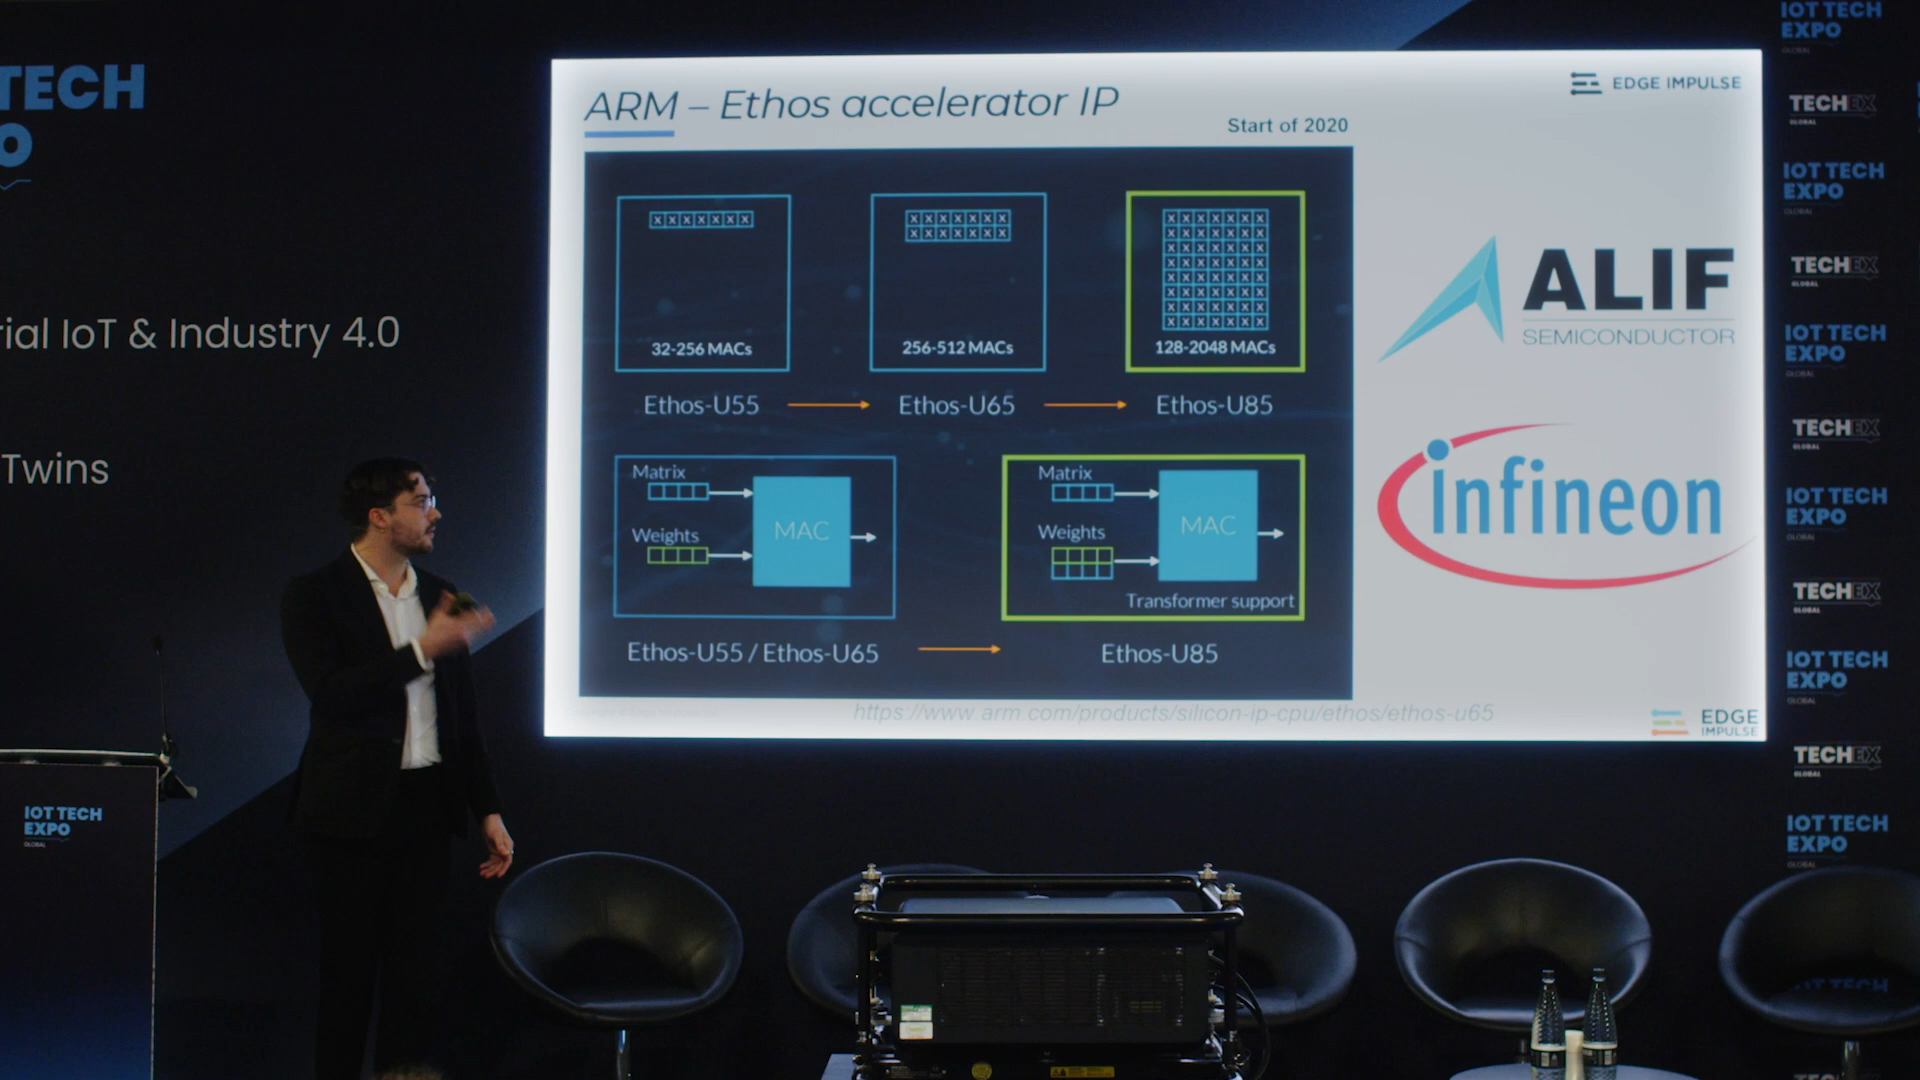 TECH
O
rial IoT & Industry 4.0
Twins
IOT TECH
EXPO
GLOBAL
ARM – Ethos accelerator IP
Start of 2020
EDGE IMPULSE
X X X X X X X
32-256 MACs
X X X X X X X
X X X X X X X
256-512 MACs
X X X X X X X
X X X X X X X
X X X X X X X
X X X X X X X
X X X X X X X
X X X X X X X
X X X X X X X
X X X X X X X
128-2048 MACs
Ethos-U55
Ethos-U65
Ethos-U85
Matrix
Weights
MAC
Matrix
Weights
MAC
Transformer support
Ethos-U55 / Ethos-U65
Ethos-U85
https://www.arm.com/products/silicon-ip-cpu/ethos/ethos-u65
ALIF
SEMICONDUCTOR
infineon
EDGE
IMPULSE
IOT TECH
EXPO
GLOBAL
TECHEX
GLOBAL
IOT TECH
EXPO
GLOBAL
TECHEX
GLOBAL
IOT TECH
EXPO
GLOBAL
TECHEX
GLOBAL
IOT TECH
EXPO
GLOBAL
TECHEX
GLOBAL
IOT TECH
EXPO
GLOBAL
TECHEX
GLOBAL
IOT TECH
EXPO
GLOBAL
IOT TECH